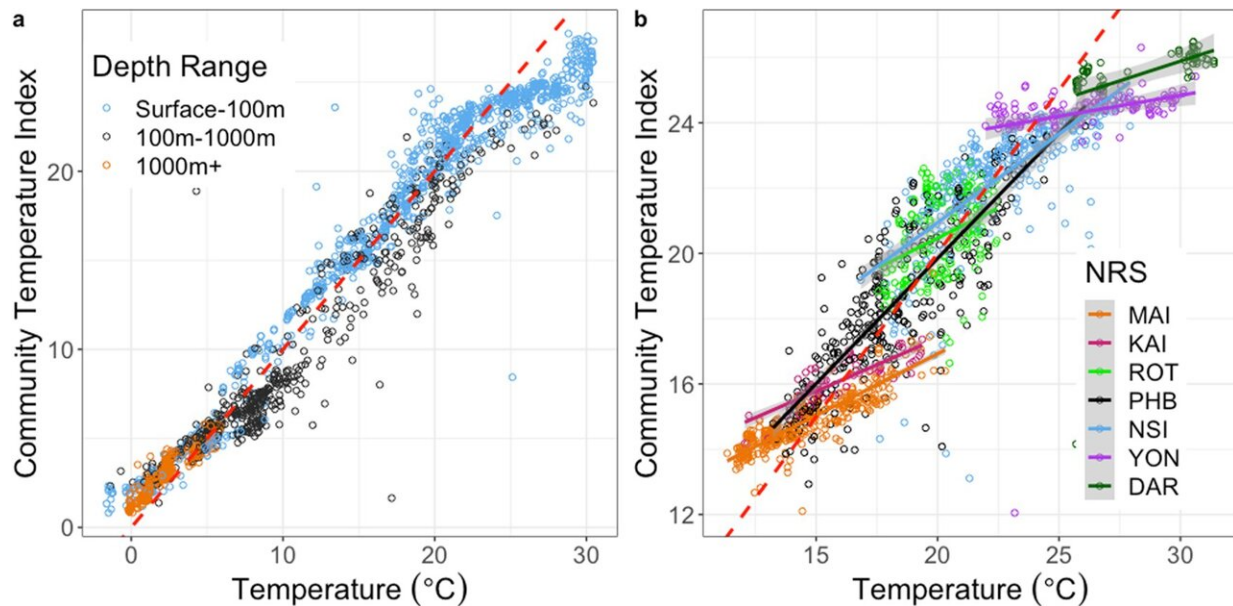 a
Depth Range
Surface-100m
100m-1000m
1000m+
Community Temperature Index
0
10
20
0
10
20
30
Temperature (°C)
b
NRS
MAI
KAI
ROT
PHB
NSI
YON
DAR
Community Temperature Index
12
16
20
24
15
20
25
30
Temperature (°C)